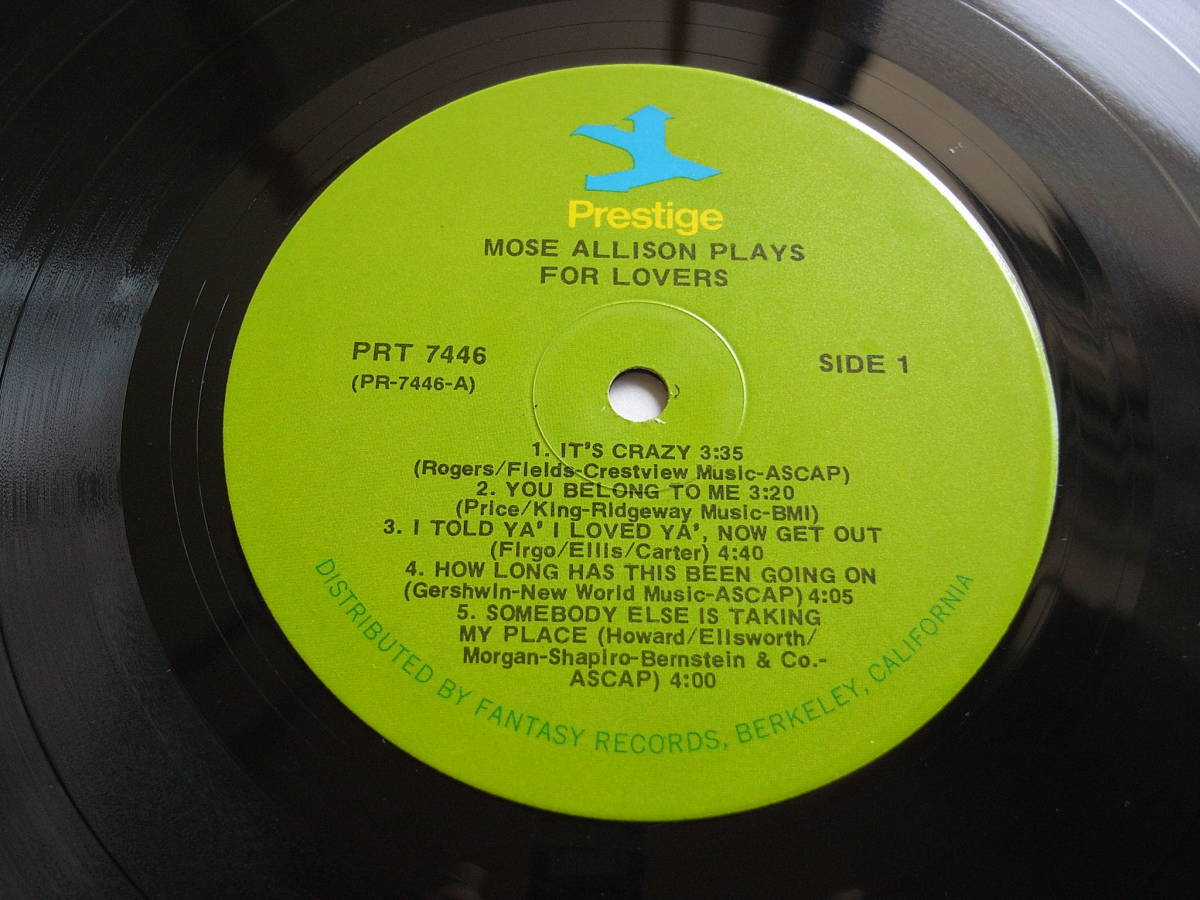 Prestige
MOSE ALLISON PLAYS
FOR LOVERS
PRT 7446
(PR-7446-A)
SIDE 1
1. IT'S CRAZY 3:35
(Rogers/Fields-Crestview Music-ASCAP)
2. YOU BELONG TO ME 3:20
(Price/King-Ridgeway Music-BMI)
3. I TOLD YA' I LOVED YA', NOW GET OUT
(Firgo/Ellis/Carter) 4:40
4. HOW LONG HAS THIS BEEN GOING ON
(Gershwin-New World Music-ASCAP) 4:05
5. SOMEBODY ELSE IS TAKING
MY PLACE (Howard/Ellsworth/
Morgan-Shapiro-Bernstein & Co.-
ASCAP) 4:00
DISTRIBUTED BY FANTASY RECORDS, BERKELEY, CALIFORNIA